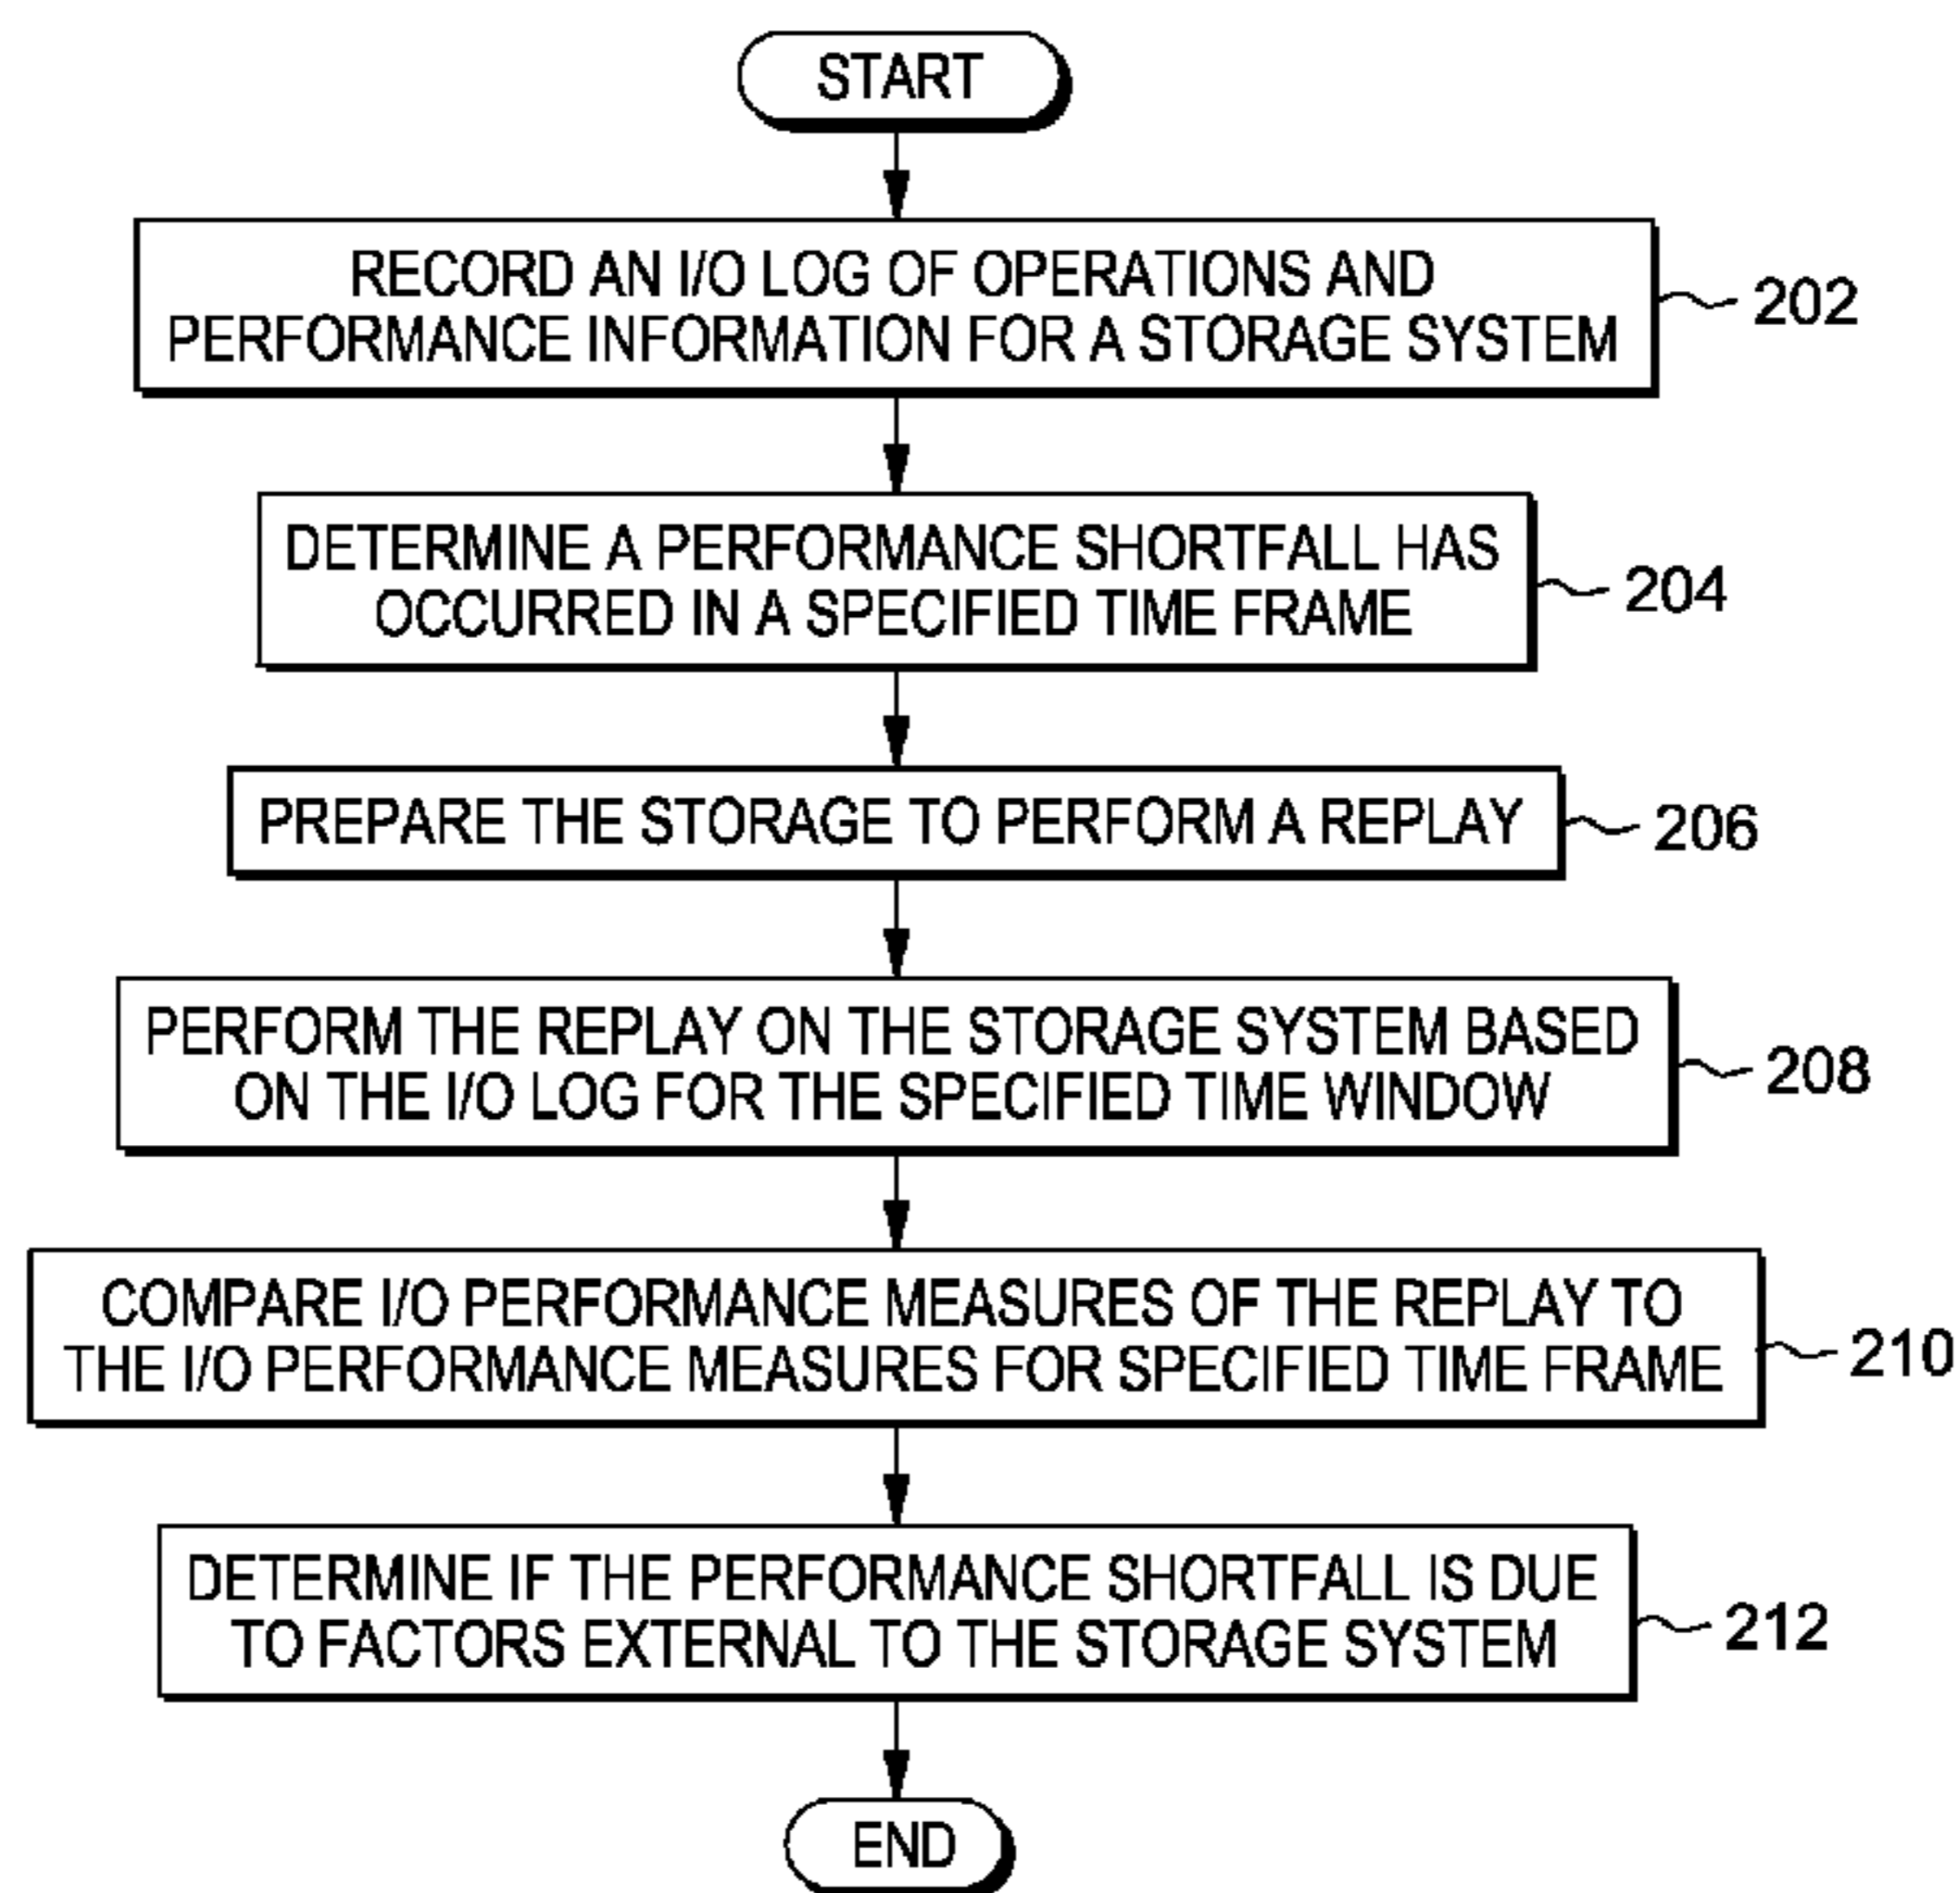 START
RECORD AN I/O LOG OF OPERATIONS AND
PERFORMANCE INFORMATION FOR A STORAGE SYSTEM
202
DETERMINE A PERFORMANCE SHORTFALL HAS
OCCURRED IN A SPECIFIED TIME FRAME
204
PREPARE THE STORAGE TO PERFORM A REPLAY
206
PERFORM THE REPLAY ON THE STORAGE SYSTEM BASED
ON THE I/O LOG FOR THE SPECIFIED TIME WINDOW
208
COMPARE I/O PERFORMANCE MEASURES OF THE REPLAY TO
THE I/O PERFORMANCE MEASURES FOR SPECIFIED TIME FRAME
210
DETERMINE IF THE PERFORMANCE SHORTFALL IS DUE
TO FACTORS EXTERNAL TO THE STORAGE SYSTEM
212
END